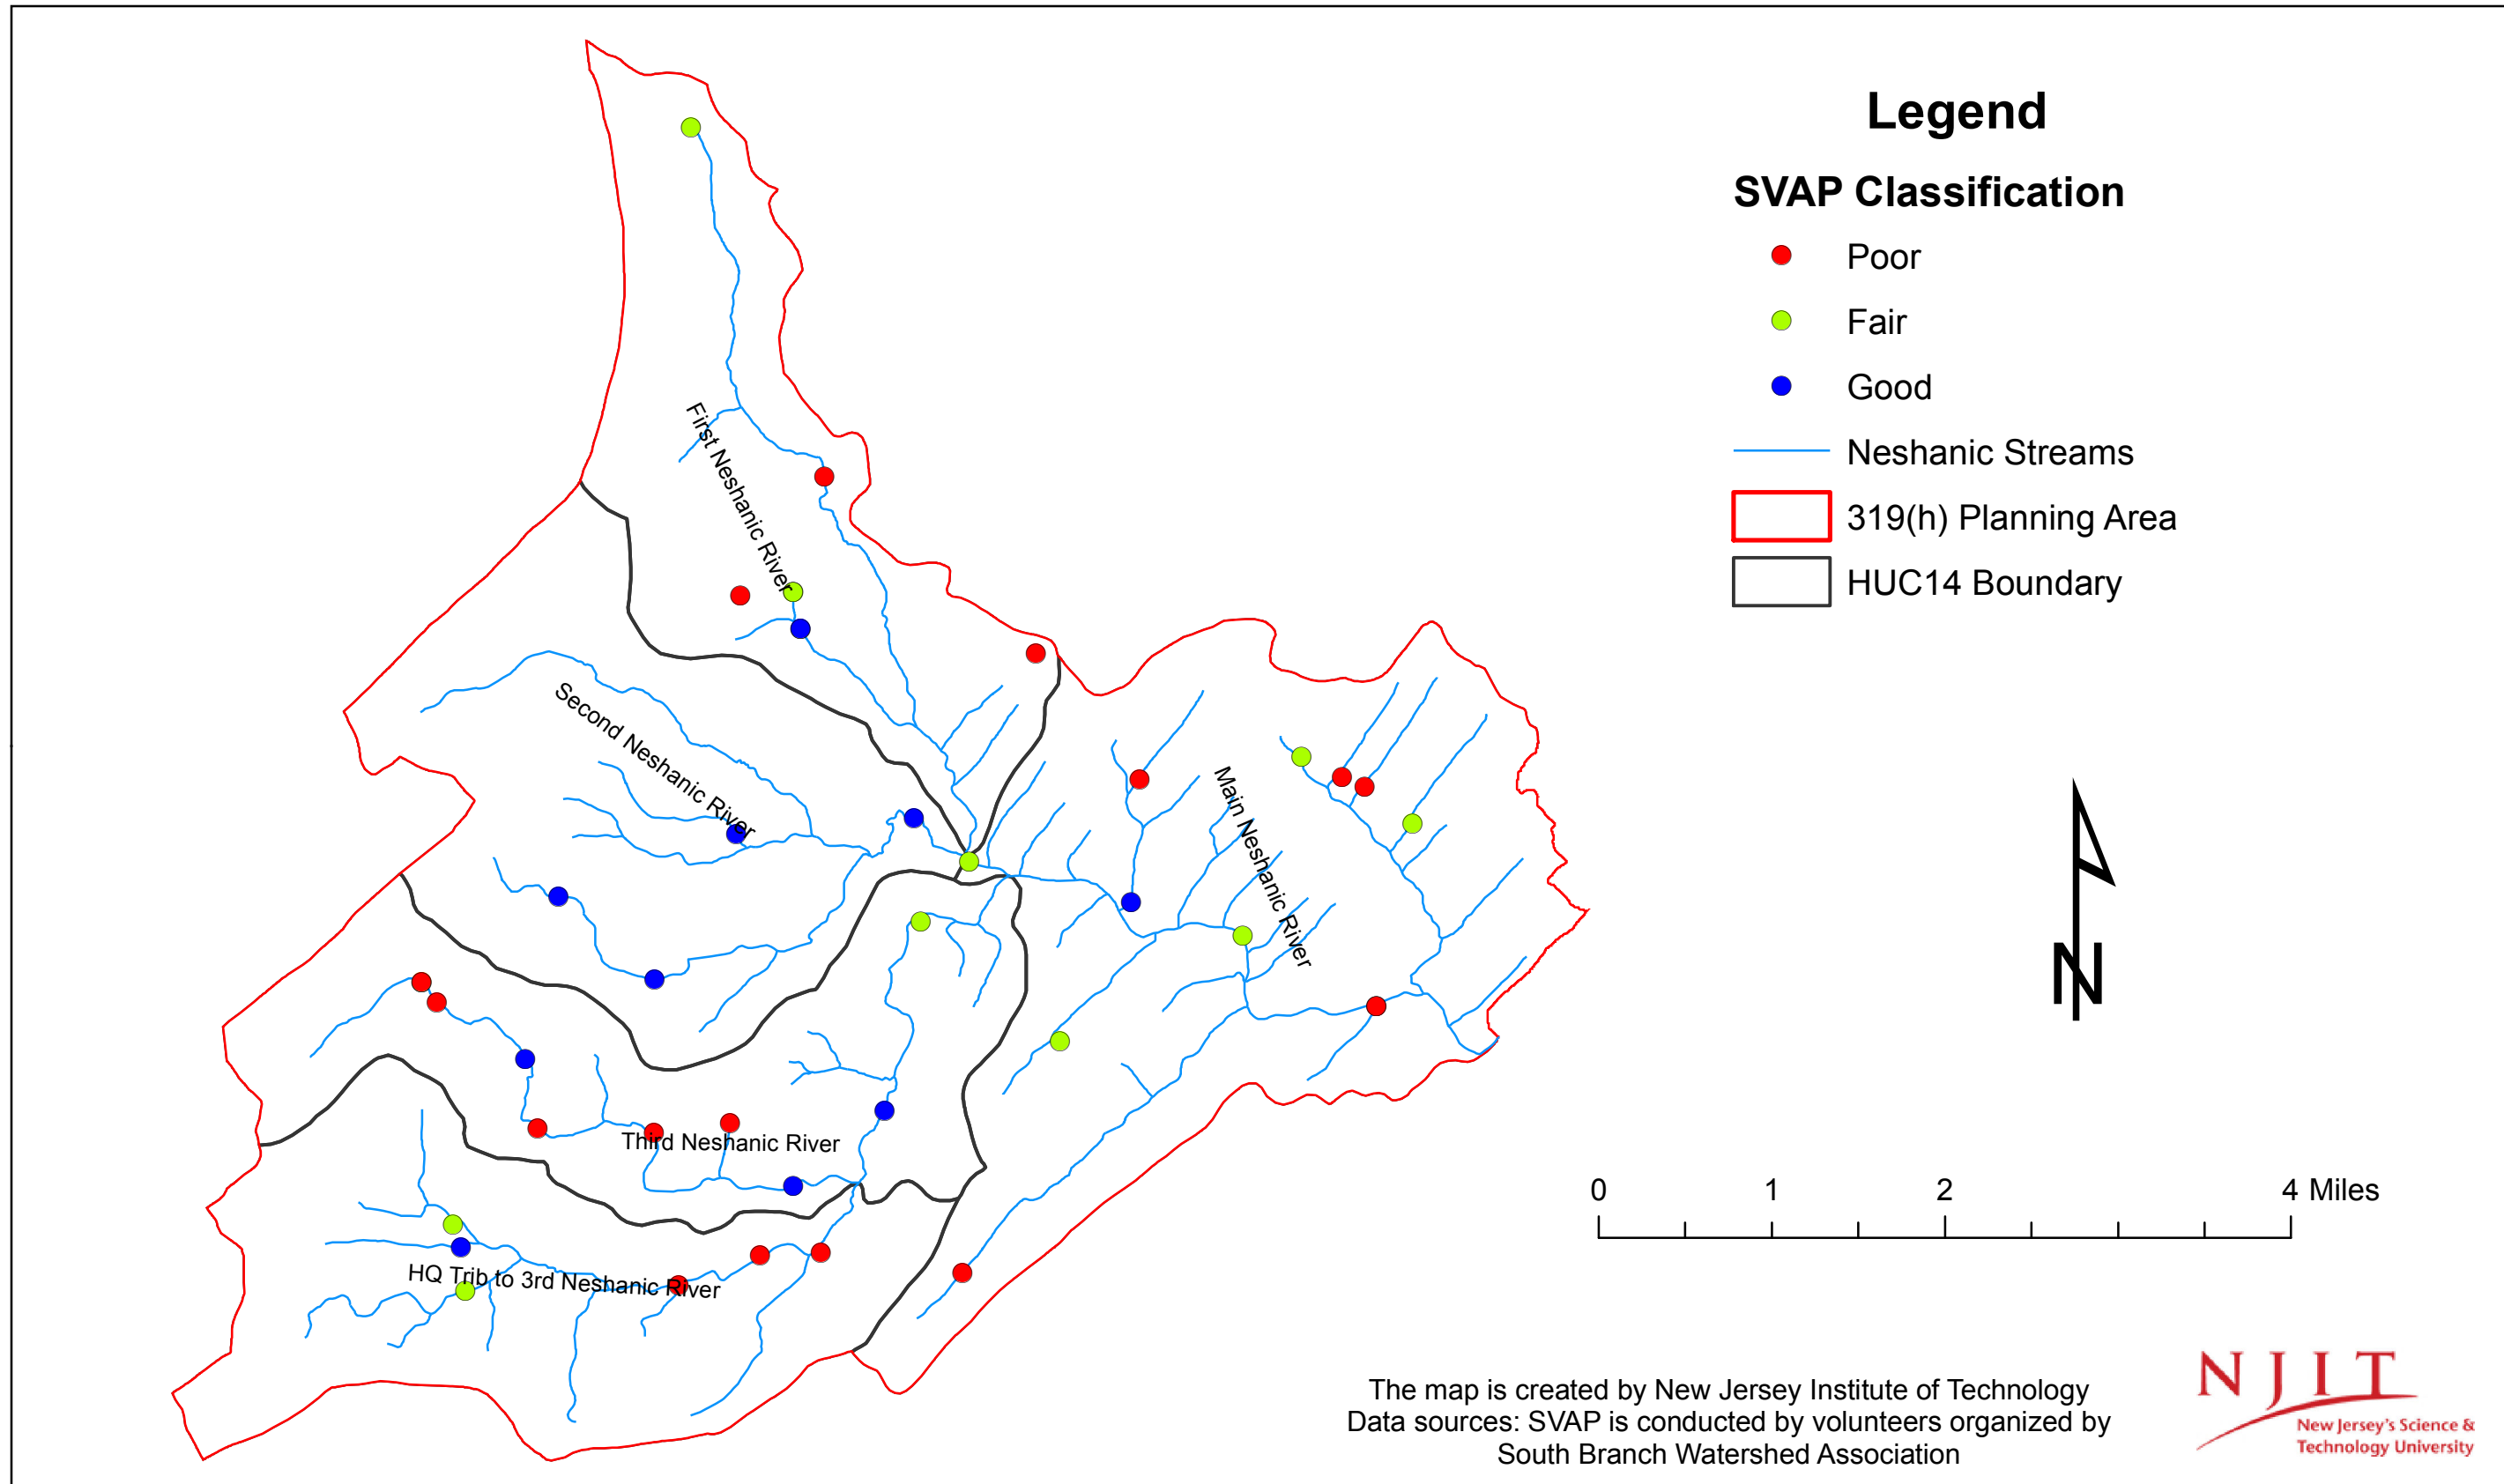 Legend
SVAP Classification
Poor
Fair
Good
Neshanic Streams
319(h) Planning Area
HUC14 Boundary
First Neshanic River
Second Neshanic River
Main Neshanic River
Third Neshanic River
HQ Trib to 3rd Neshanic River
N
0 1 2 4 Miles
The map is created by New Jersey Institute of Technology
Data sources: SVAP is conducted by volunteers organized by
South Branch Watershed Association
NJIT
New Jersey's Science &
Technology University